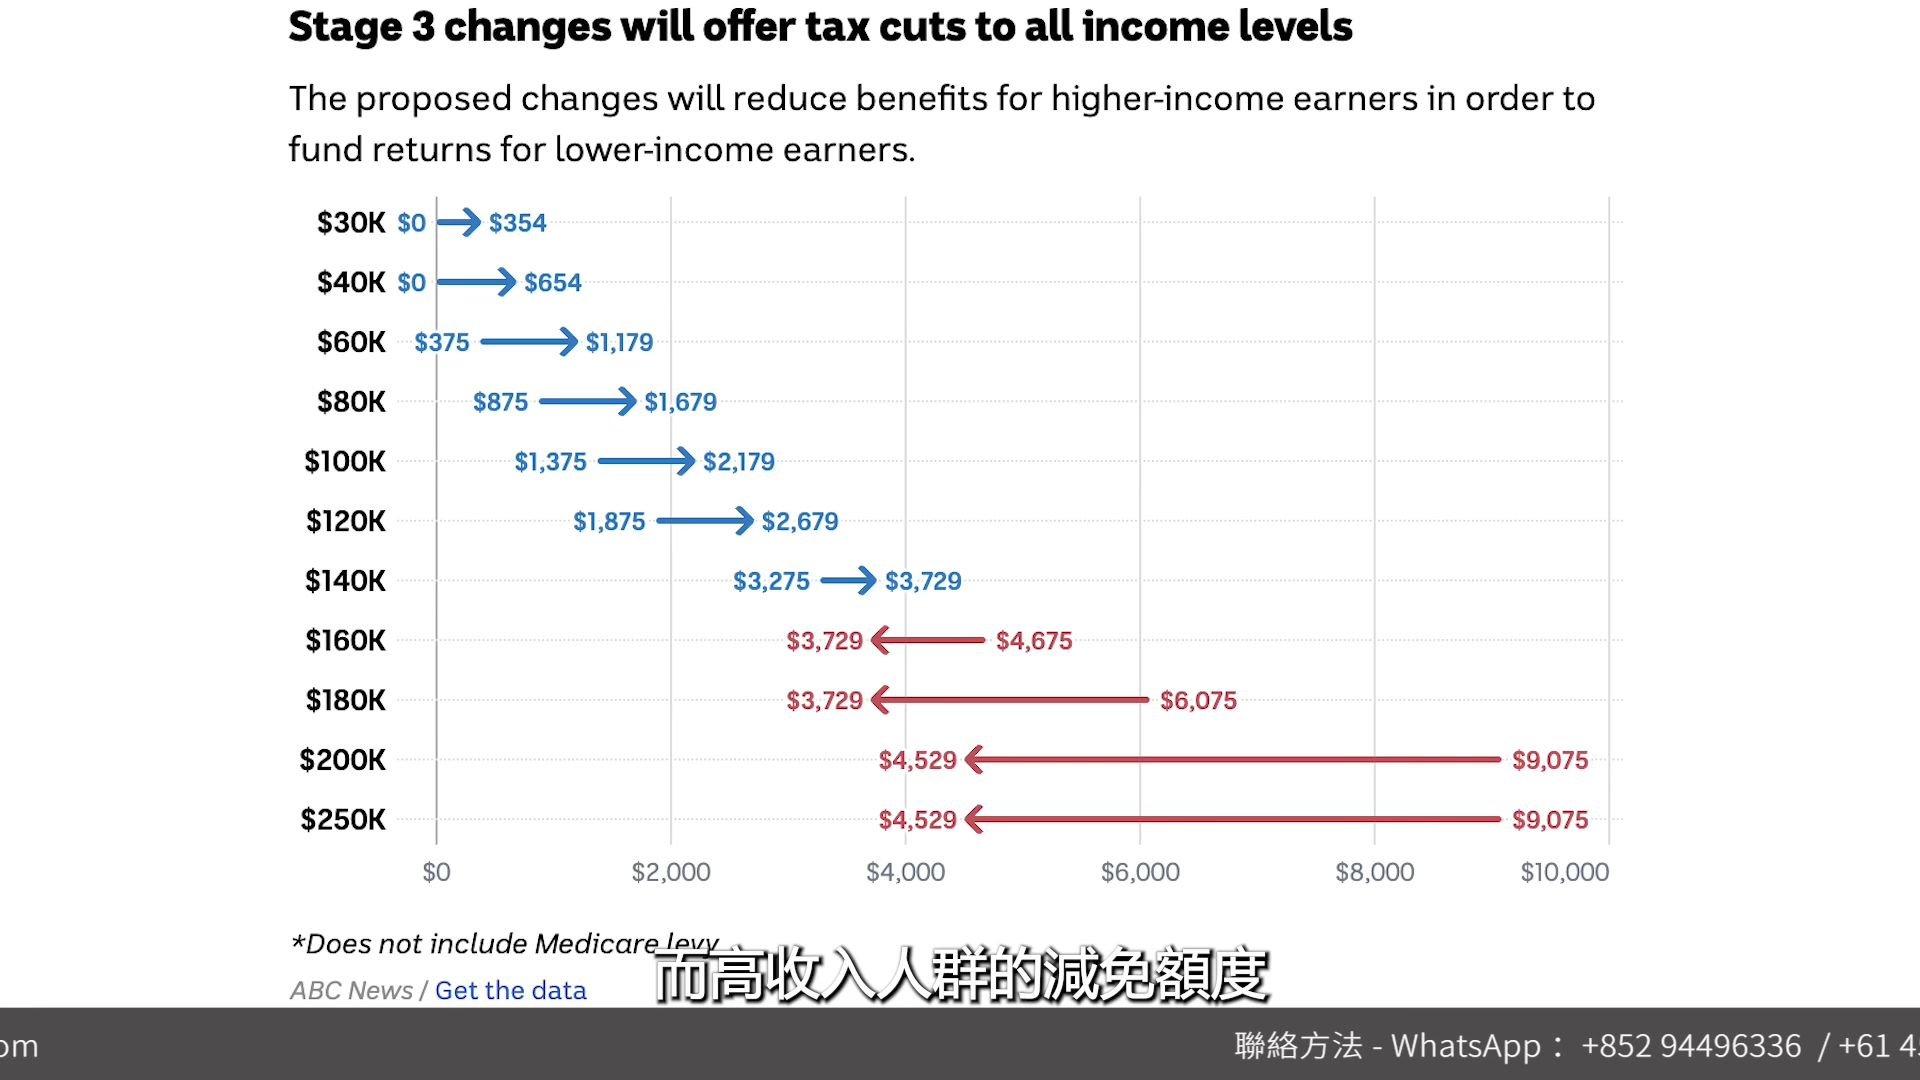 Stage 3 changes will offer tax cuts to all income levels
The proposed changes will reduce benefits for higher-income earners in order to
fund returns for lower-income earners.
$30K $0 $354
$40K $0 $654
$60K $375 $1,179
$80K $875 $1,679
$100K $1,375 $2,179
$120K $1,875 $2,679
$140K $3,275 $3,729
$160K $3,729 $4,675
$180K $3,729 $6,075
$200K $4,529 $9,075
$250K $4,529 $9,075
$0 $2,000 $4,000 $6,000 $8,000 $10,000
*Does not include Medicare levy
ABC News / Get the data
而高收入人群的減免額度
om 聯絡方法 - WhatsApp： +852 94496336 / +61 4